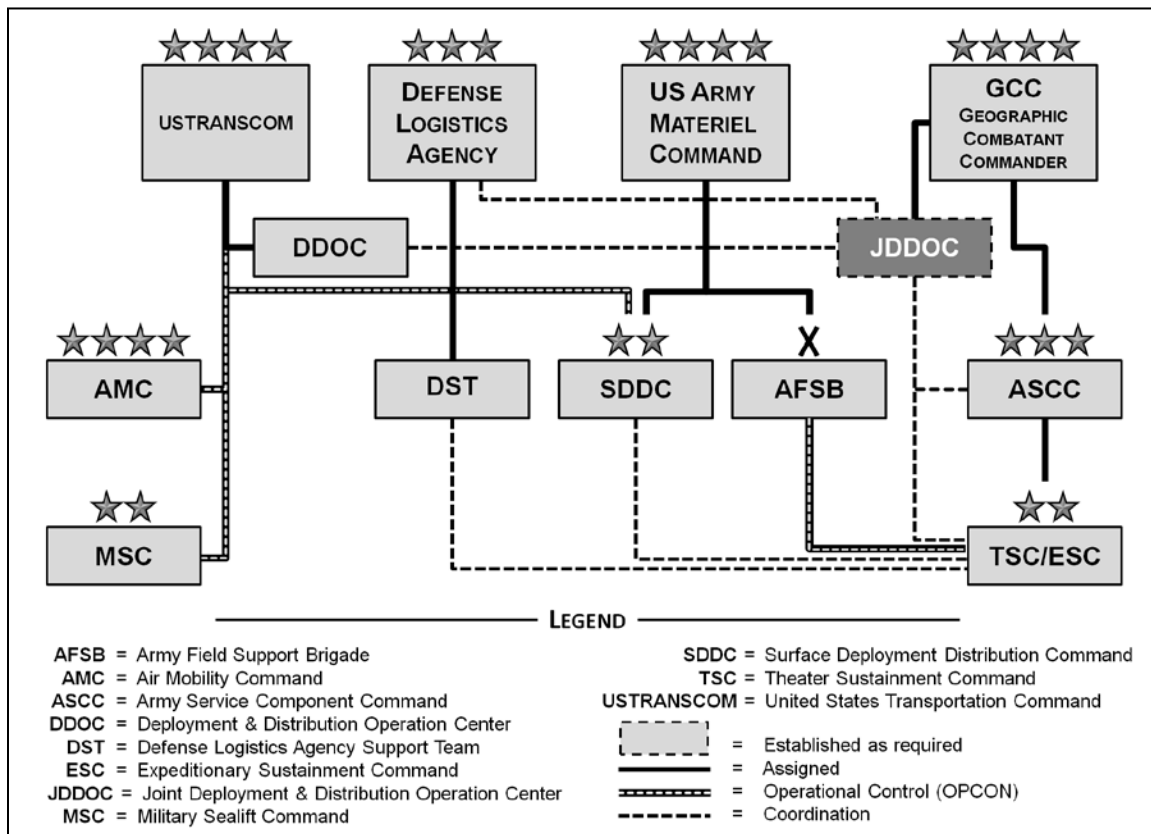 USTRANSCOM
DEFENSE
LOGISTICS
AGENCY
US ARMY
MATERIEL
COMMAND
GCC
GEOGRAPHIC
COMBATANT
COMMANDER
DDOC
JDDOC
AMC
DST
SDDC
AFSB
ASCC
MSC
TSC/ESC
LEGEND
AFSB = Army Field Support Brigade
AMC = Air Mobility Command
ASCC = Army Service Component Command
DDOC = Deployment & Distribution Operation Center
DST = Defense Logistics Agency Support Team
ESC = Expeditionary Sustainment Command
JDDOC = Joint Deployment & Distribution Operation Center
MSC = Military Sealift Command
SDDC = Surface Deployment Distribution Command
TSC = Theater Sustainment Command
USTRANSCOM = United States Transportation Command
= Established as required
= Assigned
= Operational Control (OPCON)
= Coordination